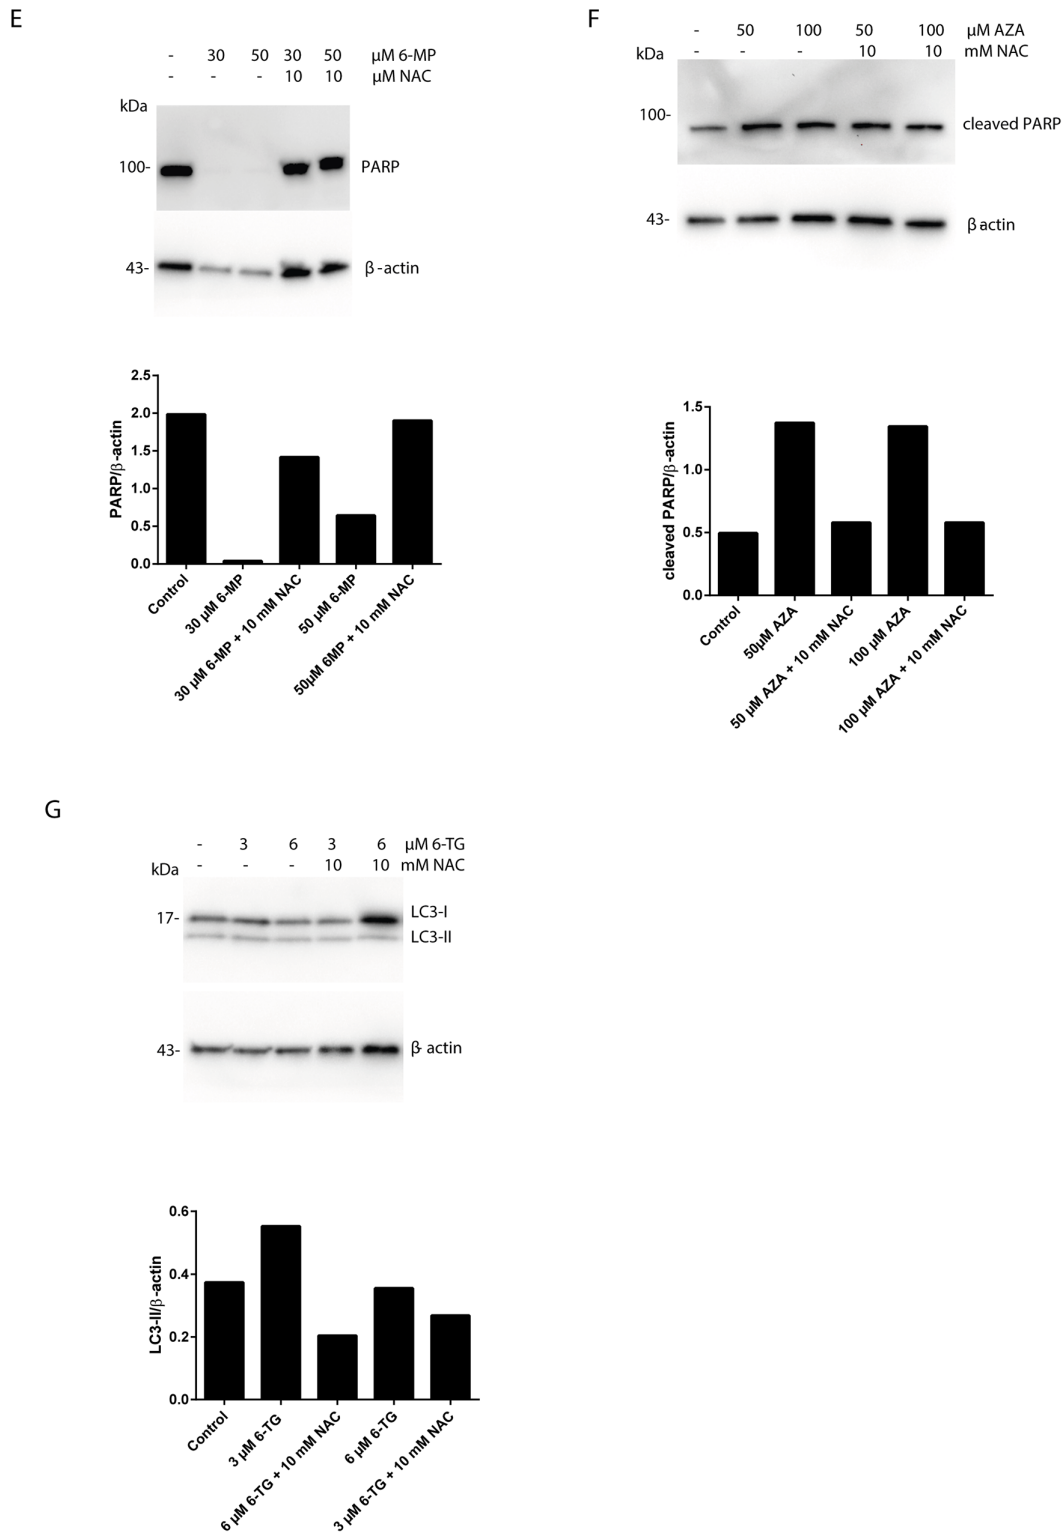 E
- 30 50 30 50 µM 6-MP
- - - 10 10 µM NAC
kDa
100- PARP
43- β-actin
2.5
2.0
1.5
1.0
0.5
0.0
PARP/β-actin
Control
30 µM 6-MP
30 µM 6-MP + 10 mM NAC
50 µM 6-MP
50µM 6MP + 10 mM NAC
F
- 50 100 50 100 µM AZA
kDa - - - 10 10 mM NAC
100- cleaved PARP
43- β actin
1.5
1.0
0.5
0.0
cleaved PARP/β-actin
Control
50µM AZA
50 µM AZA + 10 mM NAC
100 µM AZA
100 µM AZA + 10 mM NAC
G
- 3 6 3 6 µM 6-TG
kDa - - - 10 10 mM NAC
17- LC3-I
LC3-II
43- β- actin
0.6
0.4
0.2
0.0
LC3-II/β-actin
Control
3 µM 6-TG
6 µM 6-TG + 10 mM NAC
6 µM 6-TG
3 µM 6-TG + 10 mM NAC